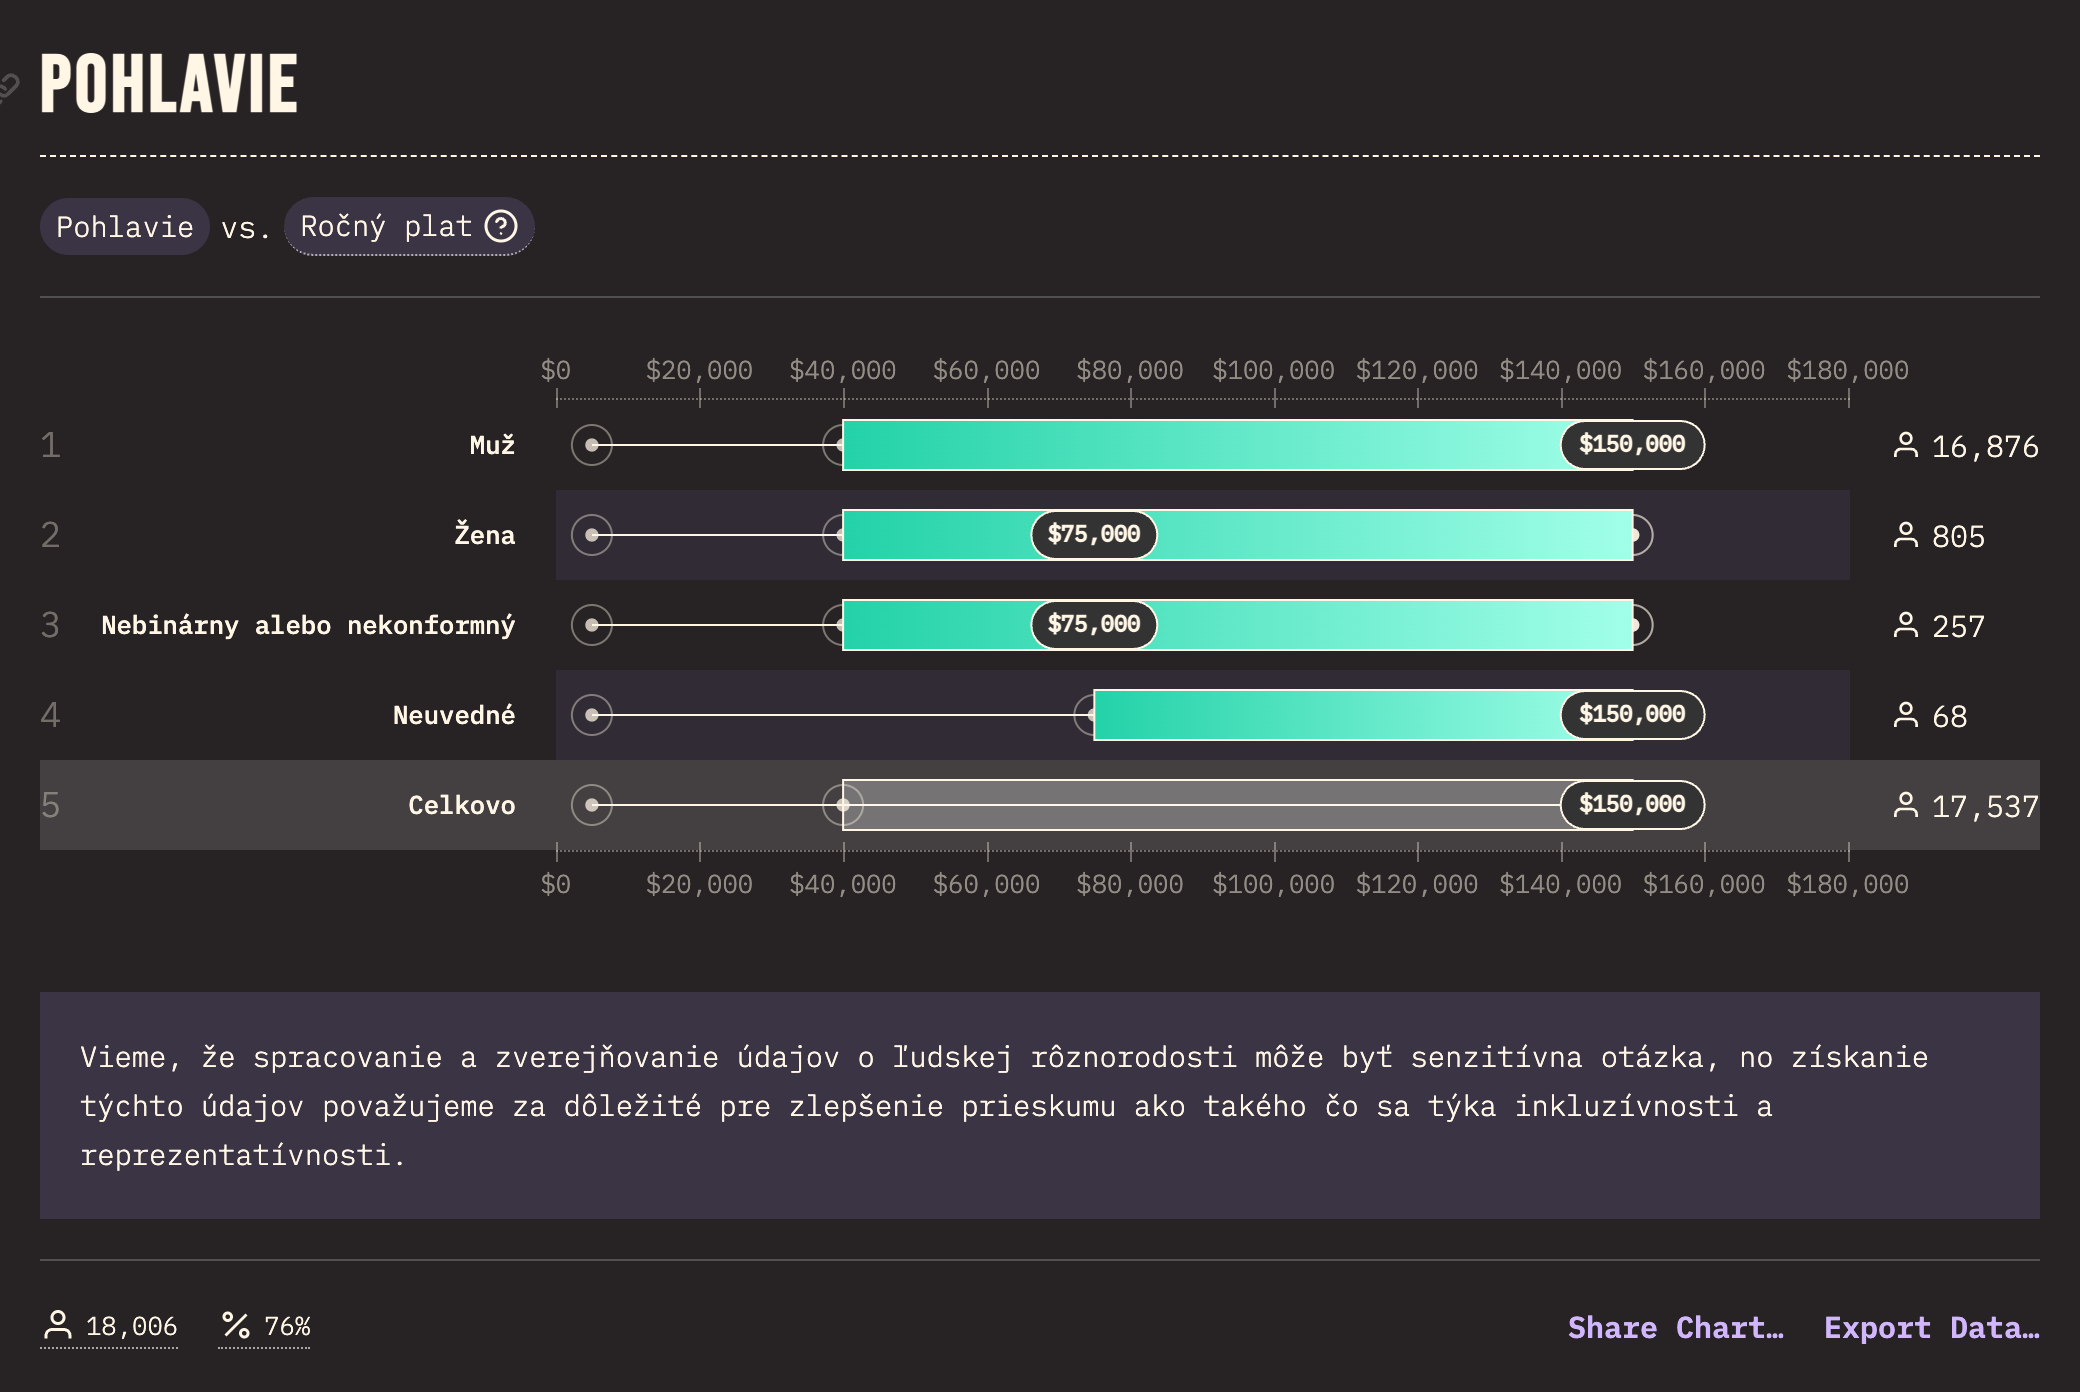 POHLAVIE
Pohlavie vs. Ročný plat
$0 $20,000 $40,000 $60,000 $80,000 $100,000 $120,000 $140,000 $160,000 $180,000
1 Muž $150,000 16,876
2 Žena $75,000 805
3 Nebinárny alebo nekonformný $75,000 257
4 Neuvedné $150,000 68
5 Celkovo $150,000 17,537
$0 $20,000 $40,000 $60,000 $80,000 $100,000 $120,000 $140,000 $160,000 $180,000
Vieme, že spracovanie a zverejňovanie údajov o ľudskej rôznorodosti môže byť senzitívna otázka, no získanie
týchto údajov považujeme za dôležité pre zlepšenie prieskumu ako takého čo sa týka inkluzívnosti a
reprezentatívnosti.
18,006 76% Share Chart… Export Data…